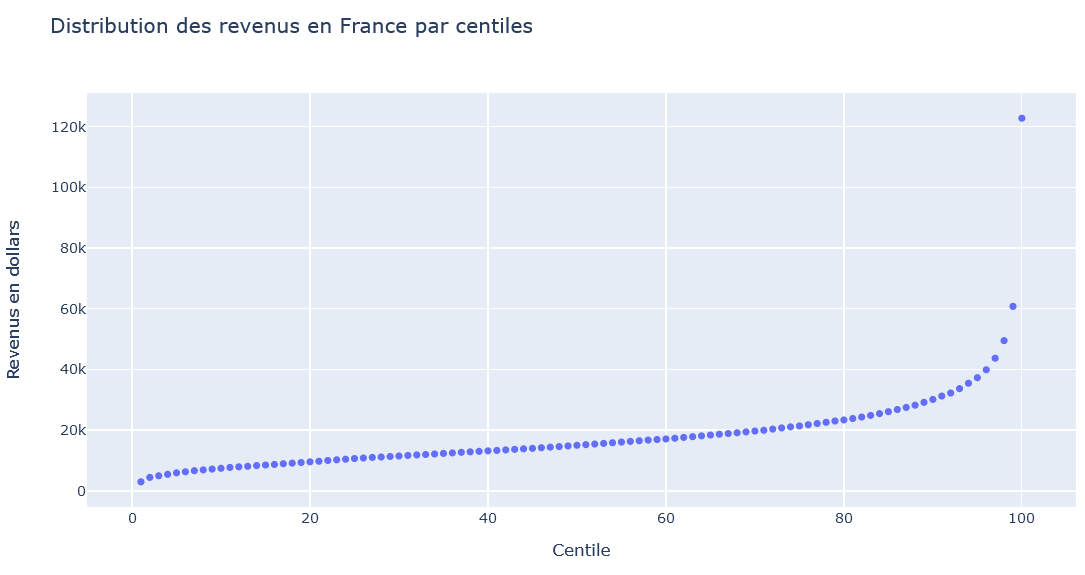 Distribution des revenus en France par centiles
120k
100k
80k
60k
40k
20k
0
Revenus en dollars
0 20 40 60 80 100
Centile